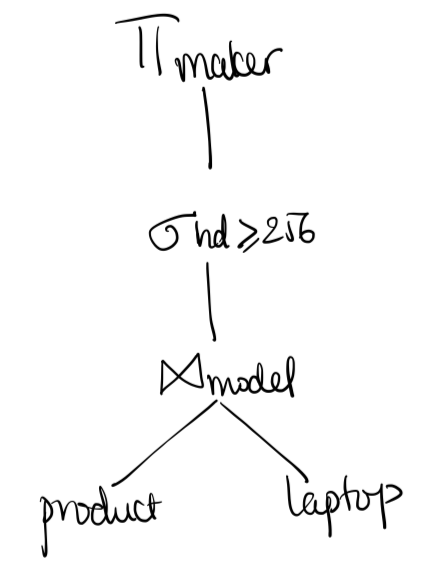 π maker
σ hd ≥ 256
⋈ model
product laptop